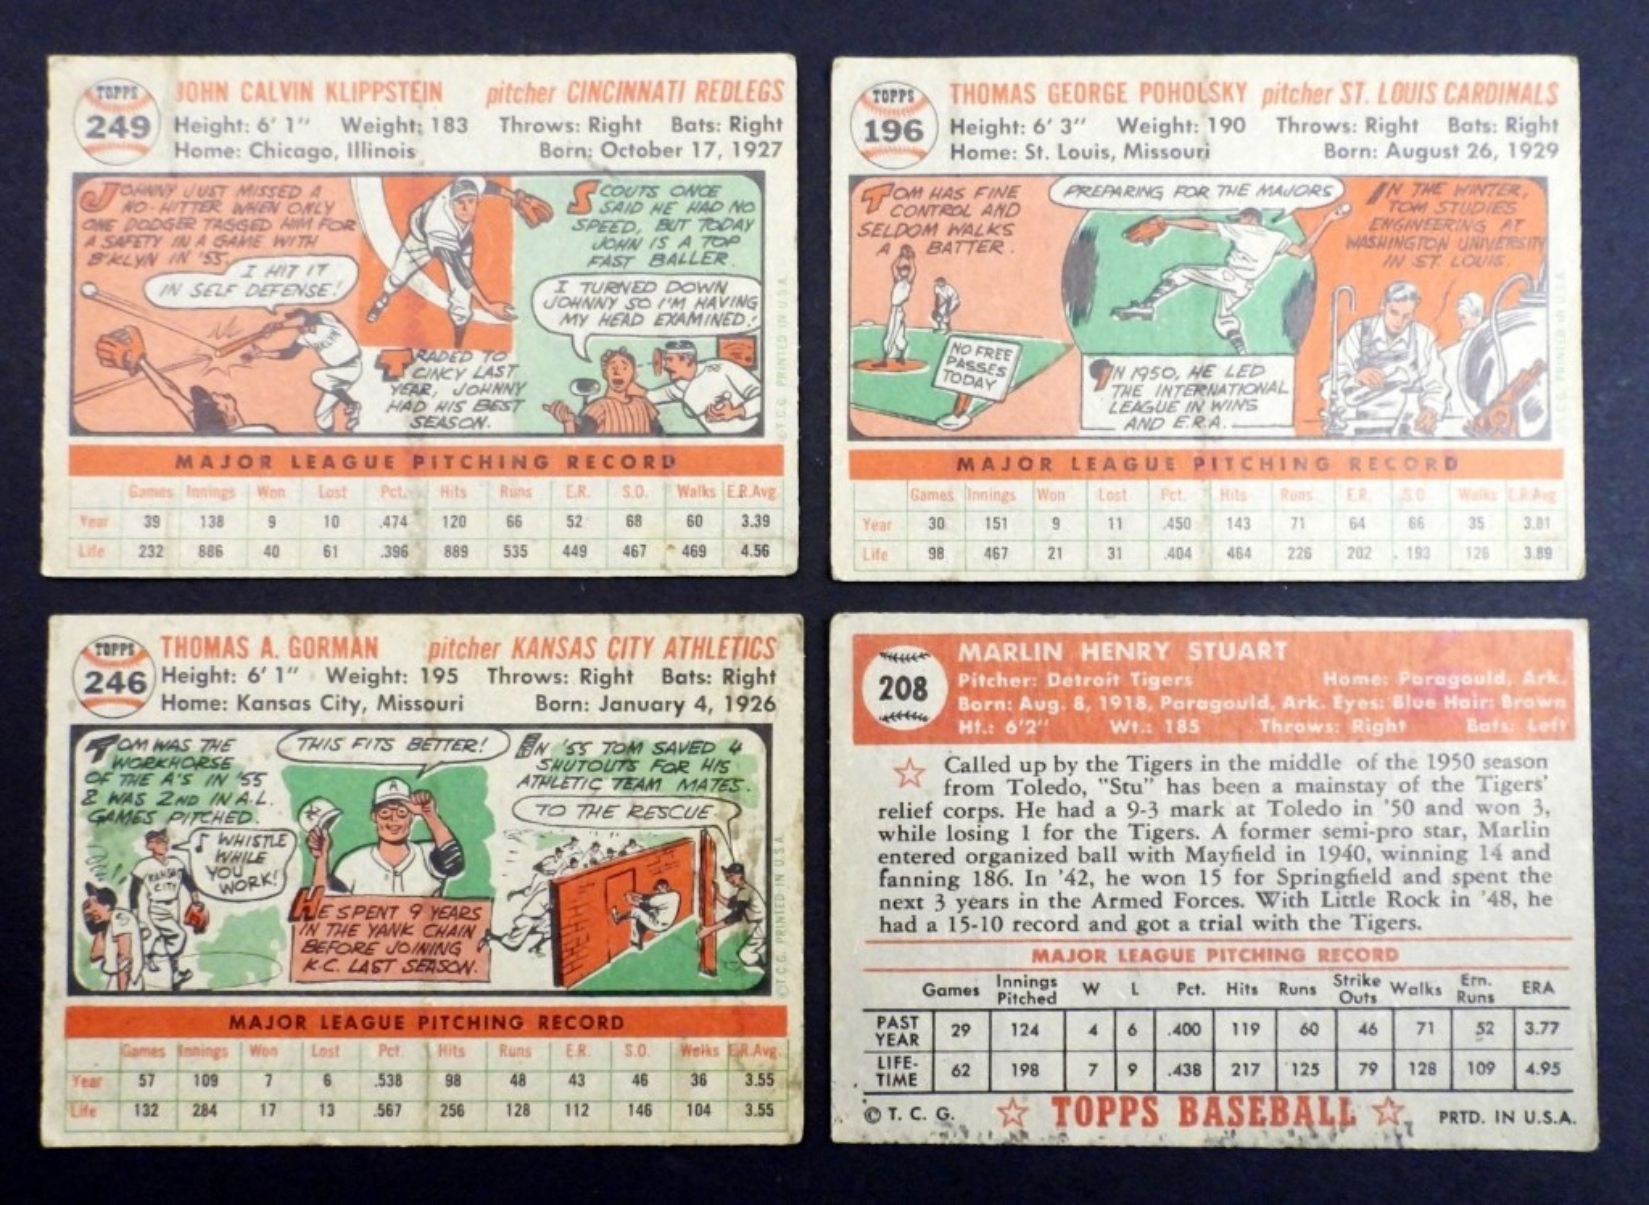 TOPPS
249
JOHN CALVIN KLIPPSTEIN pitcher CINCINNATI REDLEGS
Height: 6' 1" Weight: 183 Throws: Right Bats: Right
Home: Chicago, Illinois Born: October 17, 1927
JOHNNY JUST MISSED A
NO-HITTER WHEN ONLY
ONE DODGER TAGGED HIM FOR
A SAFETY IN A GAME WITH
B'KLYN IN '55.
I HIT IT
IN SELF DEFENSE!
TRADED TO
CINCY LAST
YEAR, JOHNNY
HAD HIS BEST
SEASON.
SCOUTS ONCE
SAID HE HAD NO
SPEED, BUT TODAY
JOHN IS A TOP
FAST BALLER.
I TURNED DOWN
JOHNNY SO I'M HAVING
MY HEAD EXAMINED!
© T.C.G. PRINTED IN U.S.A.
MAJOR LEAGUE PITCHING RECORD
Games Innings Won Lost Pct. Hits Runs E.R. S.O. Walks E.R.Avg.
Year 39 138 9 10 .474 120 66 52 68 60 3.39
Life 232 886 40 61 .396 889 535 449 467 469 4.56
TOPPS
196
THOMAS GEORGE POHOLSKY pitcher ST. LOUIS CARDINALS
Height: 6' 3" Weight: 190 Throws: Right Bats: Right
Home: St. Louis, Missouri Born: August 26, 1929
TOM HAS FINE
CONTROL AND
SELDOM WALKS
A BATTER.
NO FREE
PASSES
TODAY
PREPARING FOR THE MAJORS
IN 1950, HE LED
THE INTERNATIONAL
LEAGUE IN WINS
AND E.R.A.
IN THE WINTER,
TOM STUDIES
ENGINEERING AT
WASHINGTON UNIVERSITY
IN ST. LOUIS.
T.C.G. PRINTED IN U.S.A.
MAJOR LEAGUE PITCHING RECORD
Games Innings Won Lost Pct. Hits Runs E.R. S.O. Walks E.R.Avg.
Year 30 151 9 11 .450 143 71 64 66 35 3.81
Life 98 467 21 31 .404 464 226 202 193 126 3.89
TOPPS
246
THOMAS A. GORMAN pitcher KANSAS CITY ATHLETICS
Height: 6' 1" Weight: 195 Throws: Right Bats: Right
Home: Kansas City, Missouri Born: January 4, 1926
TOM WAS THE
WORKHORSE
OF THE A'S IN '55
& WAS 2ND IN A.L.
GAMES PITCHED.
WHISTLE
WHILE
YOU
WORK!
KANSAS
CITY
THIS FITS BETTER!
A
HE SPENT 9 YEARS
IN THE YANK CHAIN
BEFORE JOINING
K.C. LAST SEASON.
IN '55 TOM SAVED 4
SHUTOUTS FOR HIS
ATHLETIC TEAM MATES.
TO THE RESCUE
© T.C.G. PRINTED IN U.S.A.
MAJOR LEAGUE PITCHING RECORD
Games Innings Won Lost Pct. Hits Runs E.R. S.O. Walks E.R.Avg.
Year 57 109 7 6 .538 98 48 43 46 36 3.55
Life 132 284 17 13 .567 256 128 112 146 104 3.55
208
MARLIN HENRY STUART
Pitcher: Detroit Tigers Home: Paragould, Ark.
Born: Aug. 8, 1918, Paragould, Ark. Eyes: Blue Hair: Brown
Ht.: 6'2" Wt.: 185 Throws: Right Bats: Left
Called up by the Tigers in the middle of the 1950 season
from Toledo, "Stu" has been a mainstay of the Tigers'
relief corps. He had a 9-3 mark at Toledo in '50 and won 3,
while losing 1 for the Tigers. A former semi-pro star, Marlin
entered organized ball with Mayfield in 1940, winning 14 and
fanning 186. In '42, he won 15 for Springfield and spent the
next 3 years in the Armed Forces. With Little Rock in '48, he
had a 15-10 record and got a trial with the Tigers.
MAJOR LEAGUE PITCHING RECORD
Games Innings Pitched W L Pct. Hits Runs Strike Outs Walks Ern. Runs ERA
PAST YEAR 29 124 4 6 .400 119 60 46 71 52 3.77
LIFE-TIME 62 198 7 9 .438 217 125 79 128 109 4.95
© T. C. G. ☆ TOPPS BASEBALL ☆ PRTD. IN U.S.A.